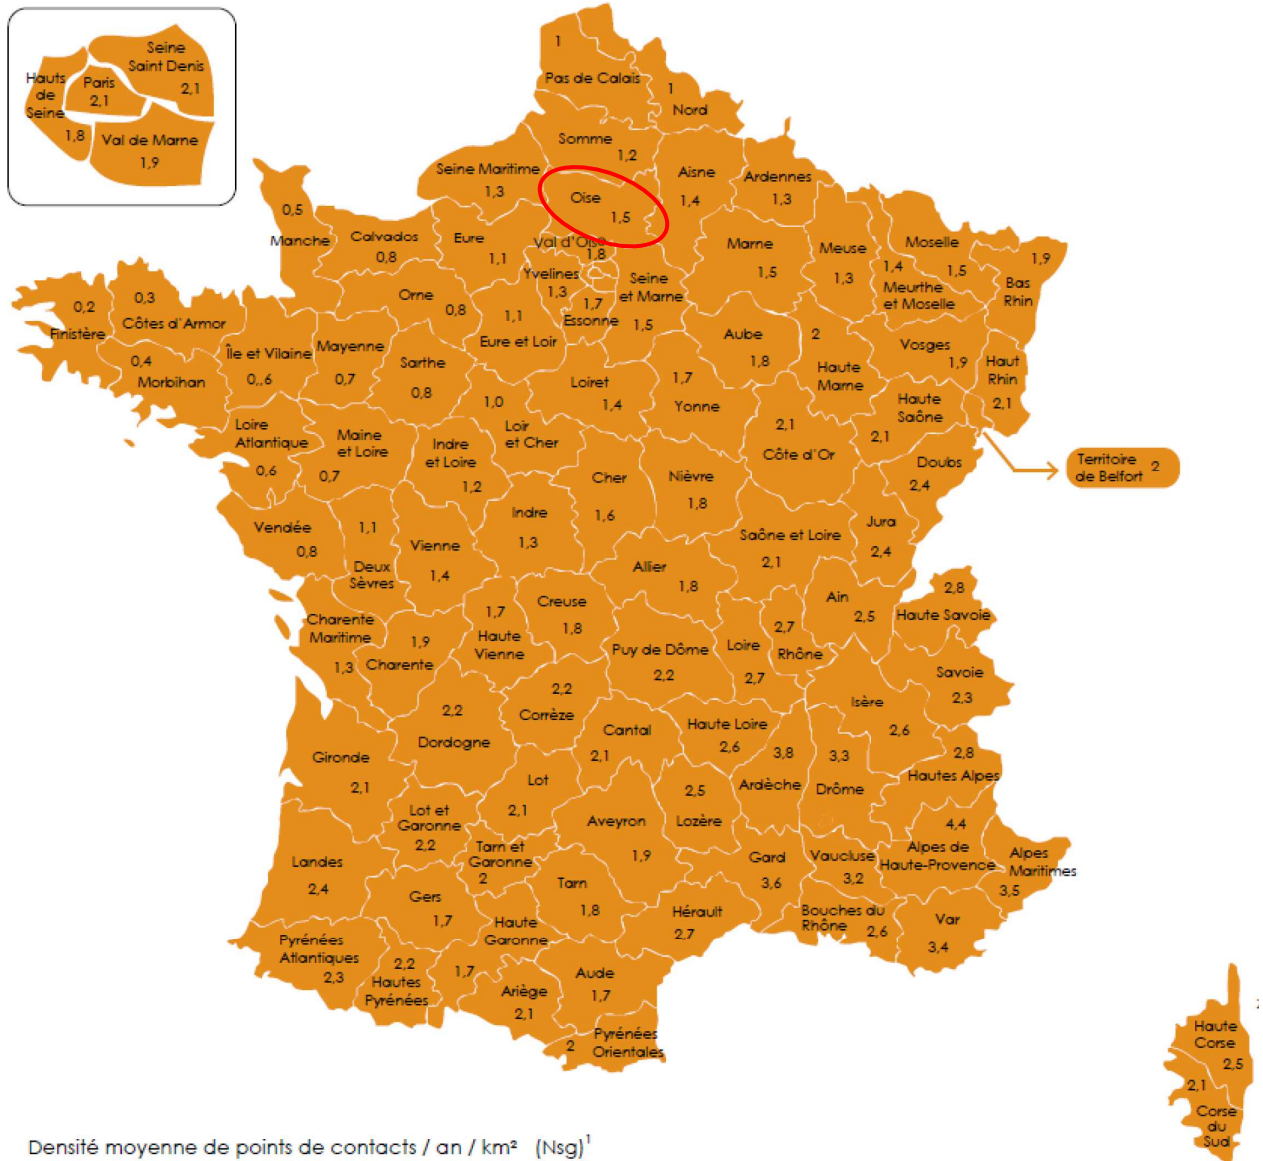 Seine
Saint Denis
2,1
Hauts
de
Seine
1,8
Paris
2,1
Val de Marne
1,9
1
Pas de Calais
1
Nord
Somme
1,2
Seine Maritime
1,3
Oise
1,5
Aisne
1,4
Ardennes
1,3
0,5
Manche
Calvados
0,8
Eure
1,1
Val d'Oise
1,8
Yvelines
1,3
1,7
Essonne
Seine
et Marne
1,5
Marne
1,5
Meuse
1,3
Moselle
1,5
1,4
Meurthe
et Moselle
1,9
Bas
Rhin
0,2
Finistère
0,3
Côtes d'Armor
0,4
Morbihan
Île et Vilaine
0,,6
Mayenne
0,7
Orne
0,8
Sarthe
0,8
1,1
Eure et Loir
Loiret
1,4
1,7
Yonne
Aube
1,8
2
Haute
Marne
Vosges
1,9
Haut
Rhin
2,1
Haute
Saône
2,1
Territoire
de Belfort
2
Loire
Atlantique
0,6
Maine
et Loire
0,7
Indre
et Loire
1,2
1,0
Loir
et Cher
Cher
1,6
Nièvre
1,8
2,1
Côte d'Or
Doubs
2,4
Jura
2,4
Vendée
0,8
1,1
Deux
Sèvres
Vienne
1,4
Indre
1,3
Allier
1,8
Saône et Loire
2,1
Ain
2,5
2,8
Haute Savoie
Charente
Maritime
1,3
1,9
Charente
1,7
Haute
Vienne
Creuse
1,8
Puy de Dôme
2,2
Loire
2,7
2,7
Rhône
Savoie
2,3
Isère
2,6
2,2
Dordogne
2,2
Corrèze
Cantal
2,1
Haute Loire
2,6
3,8
Ardèche
3,3
Drôme
2,8
Hautes Alpes
Gironde
2,1
Lot et
Garonne
2,2
Lot
2,1
Aveyron
1,9
2,5
Lozère
4,4
Alpes de
Haute-Provence
Alpes
Maritimes
3,5
Landes
2,4
Gers
1,7
Tarn et
Garonne
2
Tarn
1,8
Hérault
2,7
Gard
3,6
Vaucluse
3,2
Bouches du
Rhône
2,6
Var
3,4
Pyrénées
Atlantiques
2,3
2,2
Hautes
Pyrénées
Haute
Garonne
1,7
Ariège
2,1
Aude
1,7
2
Pyrénées
Orientales
Haute
Corse
2,5
2,1
Corse
du
Sud
Densité moyenne de points de contacts / an / km² (Nsg)¹